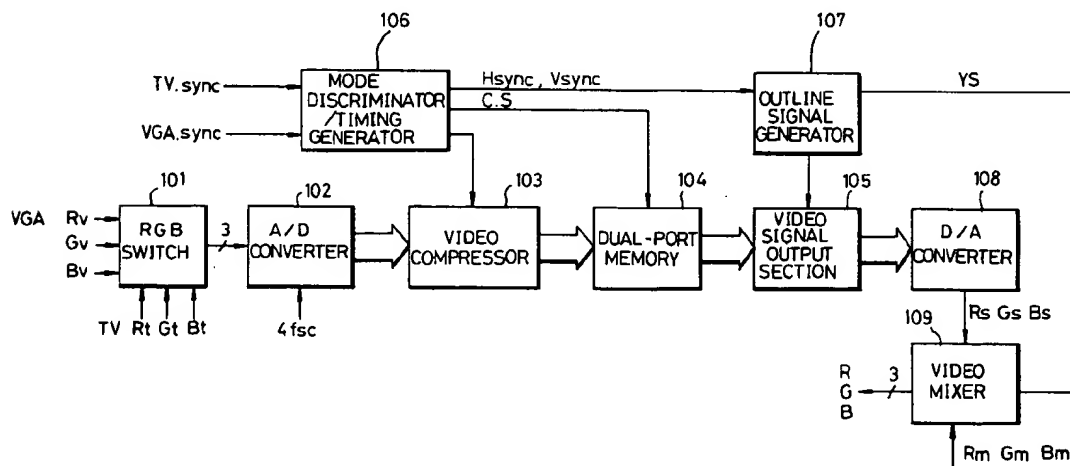 106
107
TV.sync
MODE
DISCRIMINATOR
/TIMING
GENERATOR
Hsync, Vsync
C.S
OUTLINE
SIGNAL
GENERATOR
YS
VGA.sync
101
102
103
104
105
108
VGA Rv
Gv
Bv
RGB
SWITCH
3
A/D
CONVERTER
VIDEO
COMPRESSOR
DUAL-PORT
MEMORY
VIDEO
SIGNAL
OUTPUT
SECTION
D/A
CONVERTER
TV Rt Gt Bt
4fsc
Rs Gs Bs
109
R
G
B
3
VIDEO
MIXER
Rm Gm Bm